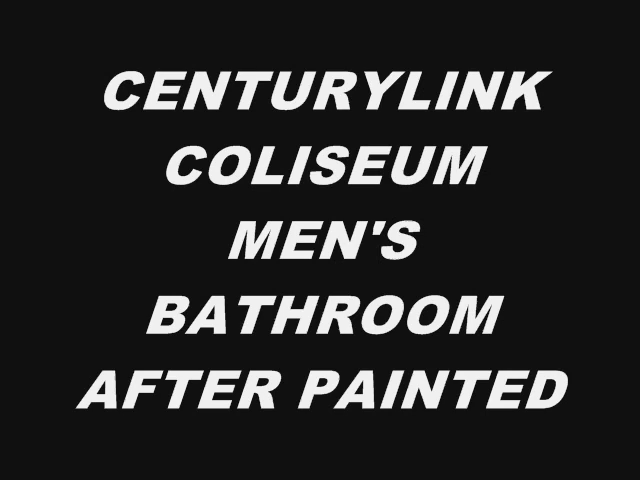 CENTURYLINK
COLISEUM
MEN'S
BATHROOM
AFTER PAINTED